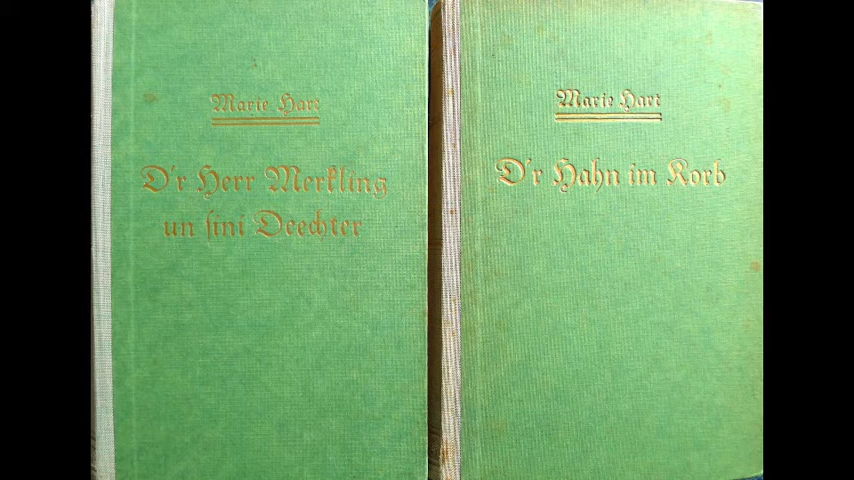 Marie Hart
D'r Herr Merkling
un sini Deechter
Marie Hart
D'r Hahn im Korb